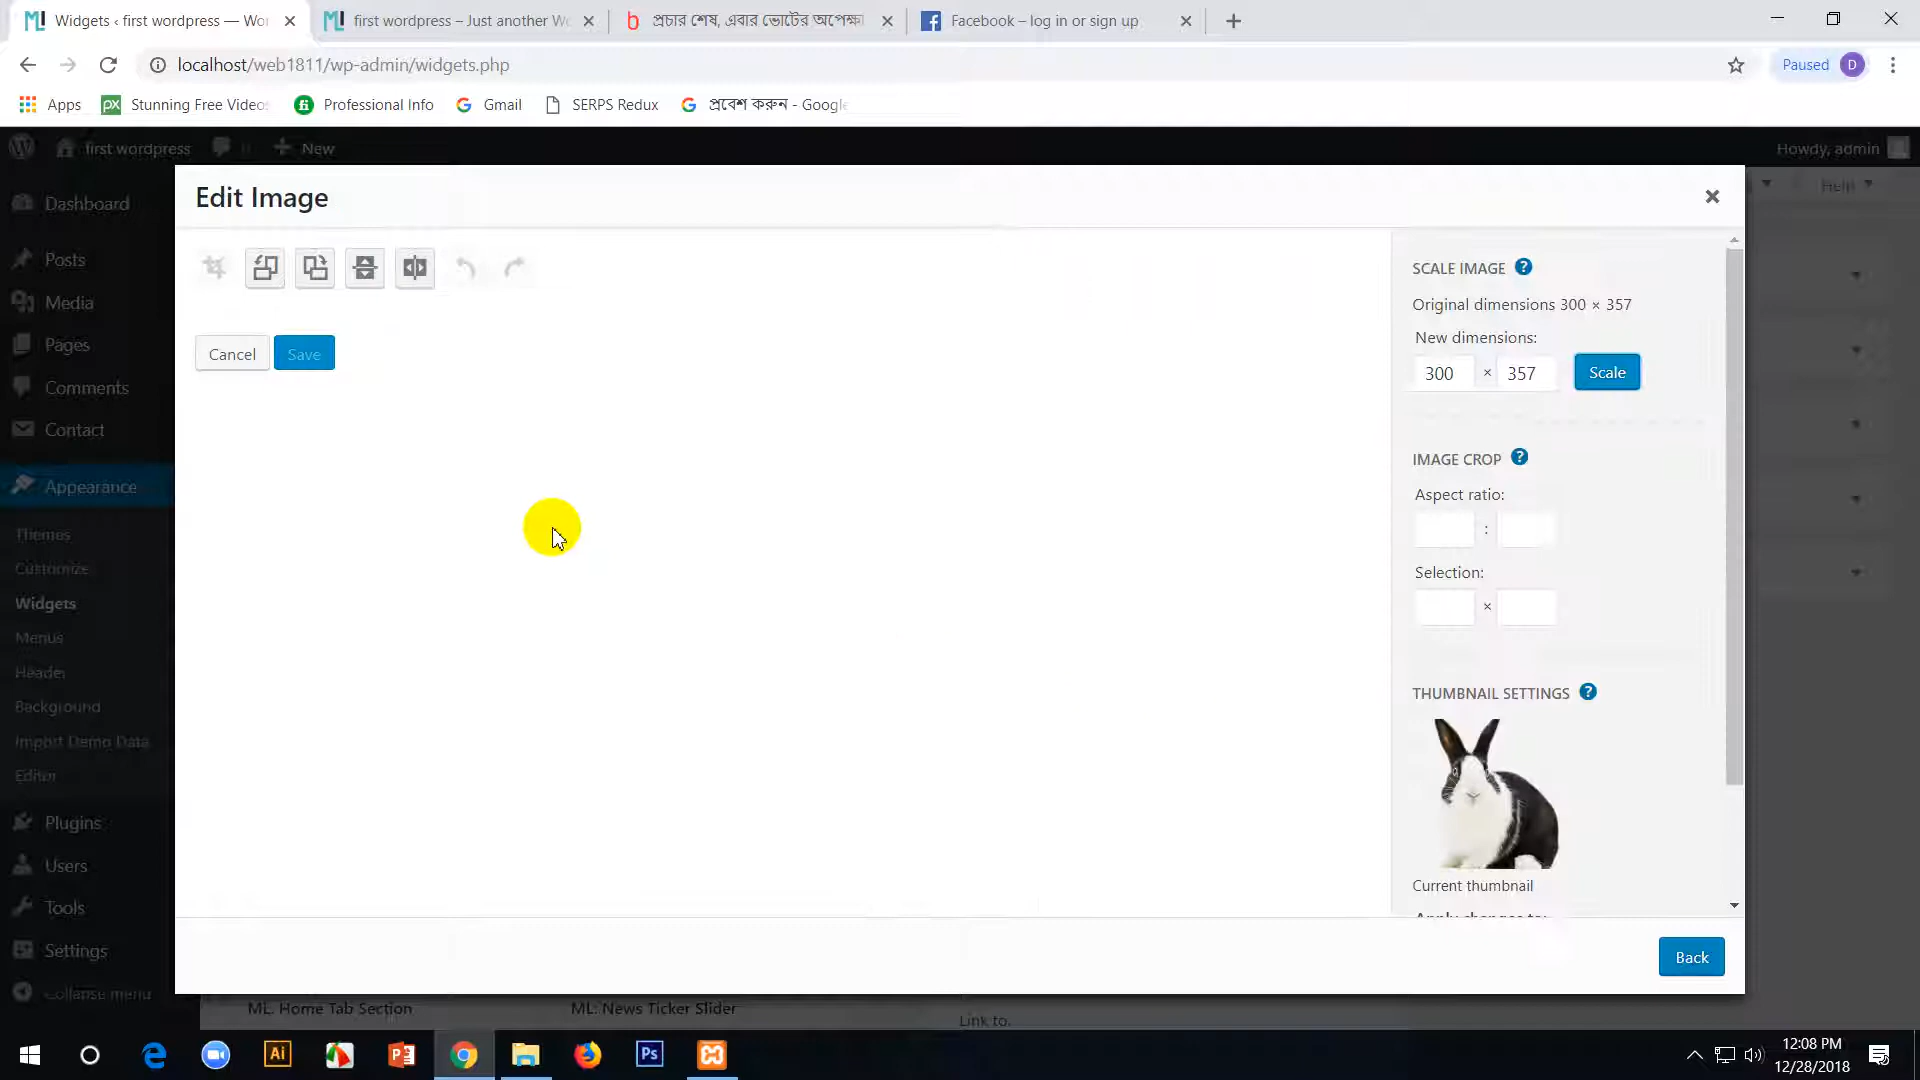 Widgets ‹ first wordpress — Wor
first wordpress – Just another Wo
প্রচার শেষ, এবার ভোটের অপেক্ষা
Facebook – log in or sign up
localhost/web1811/wp-admin/widgets.php
Paused
D
Apps
Stunning Free Videos
Professional Info
Gmail
SERPS Redux
প্রবেশ করুন - Google
first wordpress
New
Howdy, admin
Help
Dashboard
Posts
Media
Pages
Comments
Contact
Appearance
Themes
Customize
Widgets
Menus
Header
Background
Import Demo Data
Editor
Plugins
Users
Tools
Settings
Collapse menu
Edit Image
Cancel
Save
SCALE IMAGE
Original dimensions 300 × 357
New dimensions:
300 × 357 Scale
IMAGE CROP
Aspect ratio:
:
Selection:
×
THUMBNAIL SETTINGS
Current thumbnail
Apply changes to:
Back
ML: Home Tab Section
ML: News Ticker Slider
Link to:
12:08 PM
12/28/2018